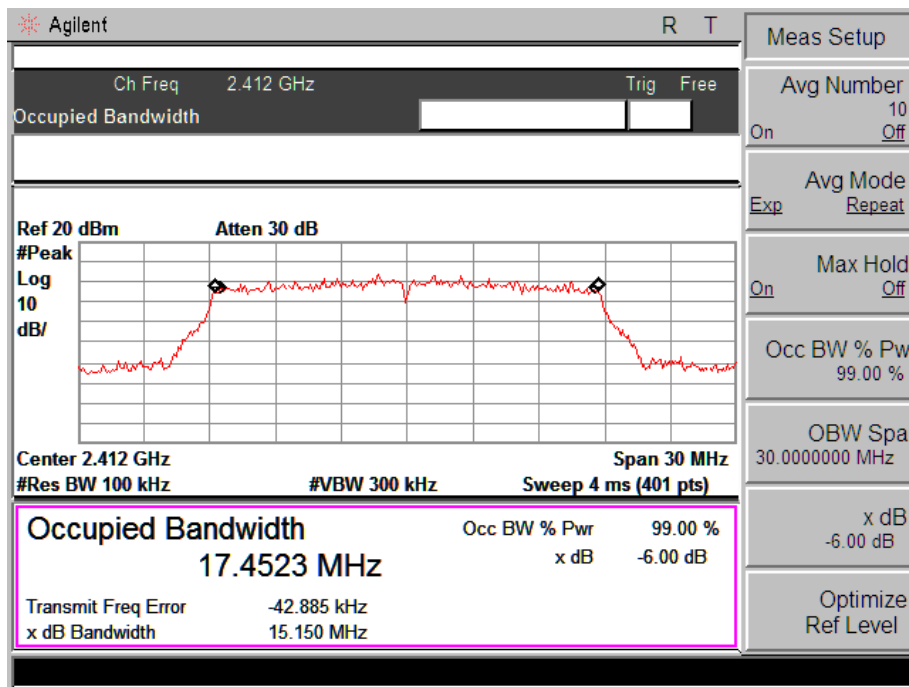 Agilent R T
Ch Freq 2.412 GHz Trig Free
Occupied Bandwidth
Ref 20 dBm Atten 30 dB
#Peak
Log
10
dB/
Center 2.412 GHz Span 30 MHz
#Res BW 100 kHz #VBW 300 kHz Sweep 4 ms (401 pts)
Occupied Bandwidth
17.4523 MHz
Occ BW % Pwr 99.00 %
x dB -6.00 dB
Transmit Freq Error -42.885 kHz
x dB Bandwidth 15.150 MHz
Meas Setup
Avg Number
10
On Off
Avg Mode
Exp Repeat
Max Hold
On Off
Occ BW % Pw
99.00 %
OBW Spa
30.0000000 MHz
x dB
-6.00 dB
Optimize
Ref Level